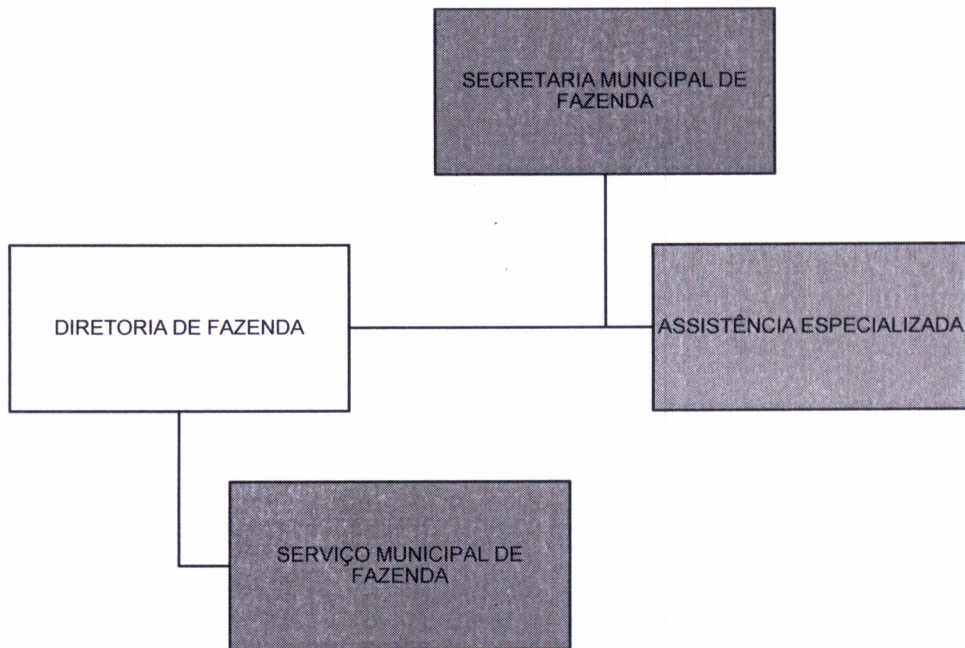 SECRETARIA MUNICIPAL DE
FAZENDA
DIRETORIA DE FAZENDA
ASSISTÊNCIA ESPECIALIZADA
SERVIÇO MUNICIPAL DE
FAZENDA